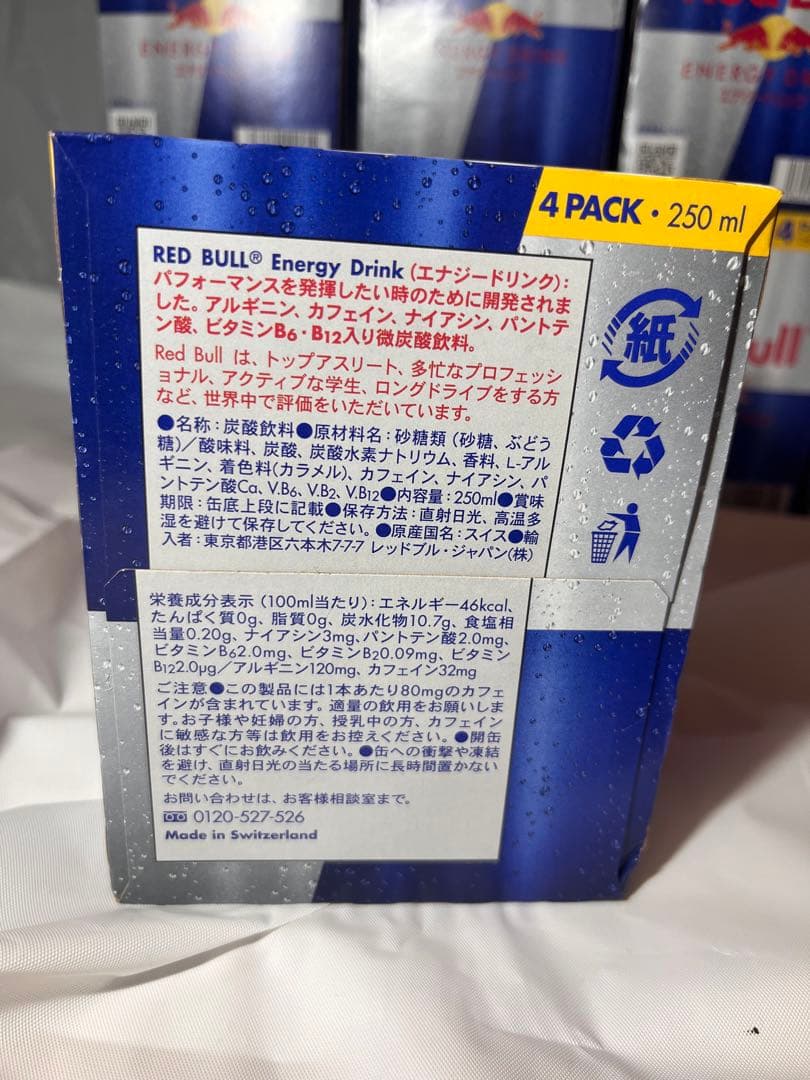 ENERGY DRINK
ENERGY DRINK
ENERGY DR
4 PACK・250 ml
RED BULL® Energy Drink (エナジードリンク):
パフォーマンスを発揮したい時のために開発されま
した。アルギニン、カフェイン、ナイアシン、パントテ
ン酸、ビタミンB6・B12入り微炭酸飲料。
Red Bull は、トップアスリート、多忙なプロフェッシ
ョナル、アクティブな学生、ロングドライブをする方
など、世界中で評価をいただいています。
●名称:炭酸飲料●原材料名:砂糖類(砂糖、ぶどう
糖)/酸味料、炭酸、炭酸水素ナトリウム、香料、L-アル
ギニン、着色料(カラメル)、カフェイン、ナイアシン、パ
ントテン酸Ca、V.B6、V.B2、V.B12●内容量:250ml●賞味
期限:缶底上段に記載●保存方法:直射日光、高温多
湿を避けて保存してください。●原産国名:スイス●輸
入者:東京都港区六本木7-7-7 レッドブル・ジャパン(株)
紙
栄養成分表示(100ml当たり):エネルギー46kcal、
たんぱく質0g、脂質0g、炭水化物10.7g、食塩相
当量0.20g、ナイアシン3mg、パントテン酸2.0mg、
ビタミンB62.0mg、ビタミンB20.09mg、ビタミン
B122.0μg/アルギニン120mg、カフェイン32mg
ご注意●この製品には1本あたり80mgのカフェ
インが含まれています。適量の飲用をお願いしま
す。お子様や妊婦の方、授乳中の方、カフェイン
に敏感な方等は飲用をお控えください。●開缶
後はすぐにお飲みください。●缶への衝撃や凍結
を避け、直射日光の当たる場所に長時間置かない
でください。
お問い合わせは、お客様相談室まで。
0120-527-526
Made in Switzerland